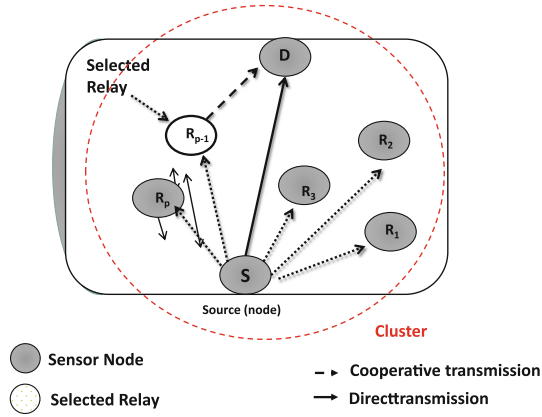 D
Selected
Relay
Rp-1
R2
Rp
R3
R1
S
Source (node)
Cluster
Sensor Node
Cooperative transmission
Selected Relay
Directtransmission